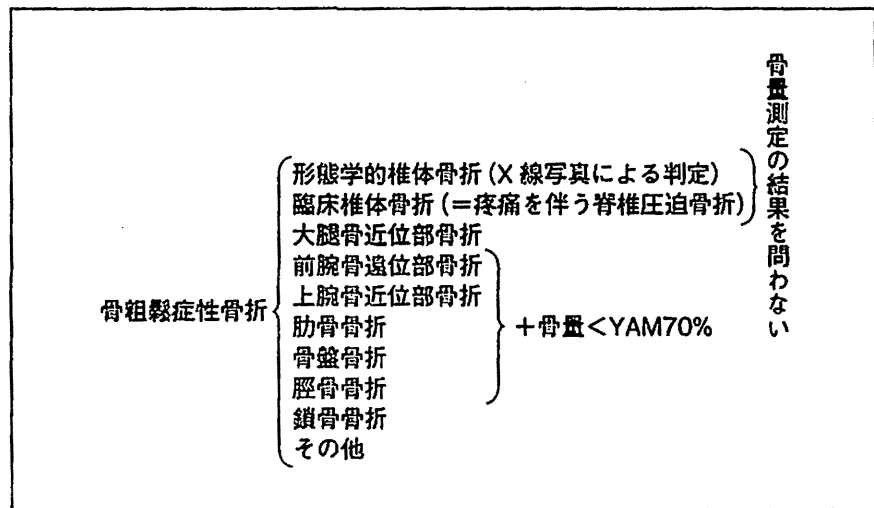 骨粗鬆症性骨折
形態学的椎体骨折(X線写真による判定)
臨床椎体骨折(=疼痛を伴う脊椎圧迫骨折)
大腿骨近位部骨折
前腕骨遠位部骨折
上腕骨近位部骨折
肋骨骨折
骨盤骨折
脛骨骨折
鎖骨骨折
その他
+骨量<YAM70%
骨量測定の結果を問わない